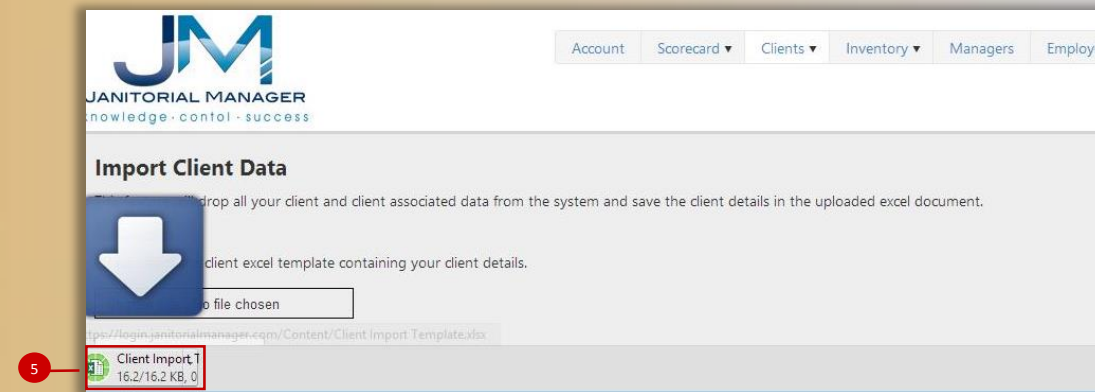 JM
Account Scorecard ▾ Clients ▾ Inventory ▾ Managers Employ
JANITORIAL MANAGER
knowledge · contol · success
Import Client Data
drop all your client and client associated data from the system and save the client details in the uploaded excel document.
client excel template containing your client details.
o file chosen
tps://login.janitorialmanager.com/Content/Client Import Template.xlsx
5
Client Import T
16.2/16.2 KB, 0